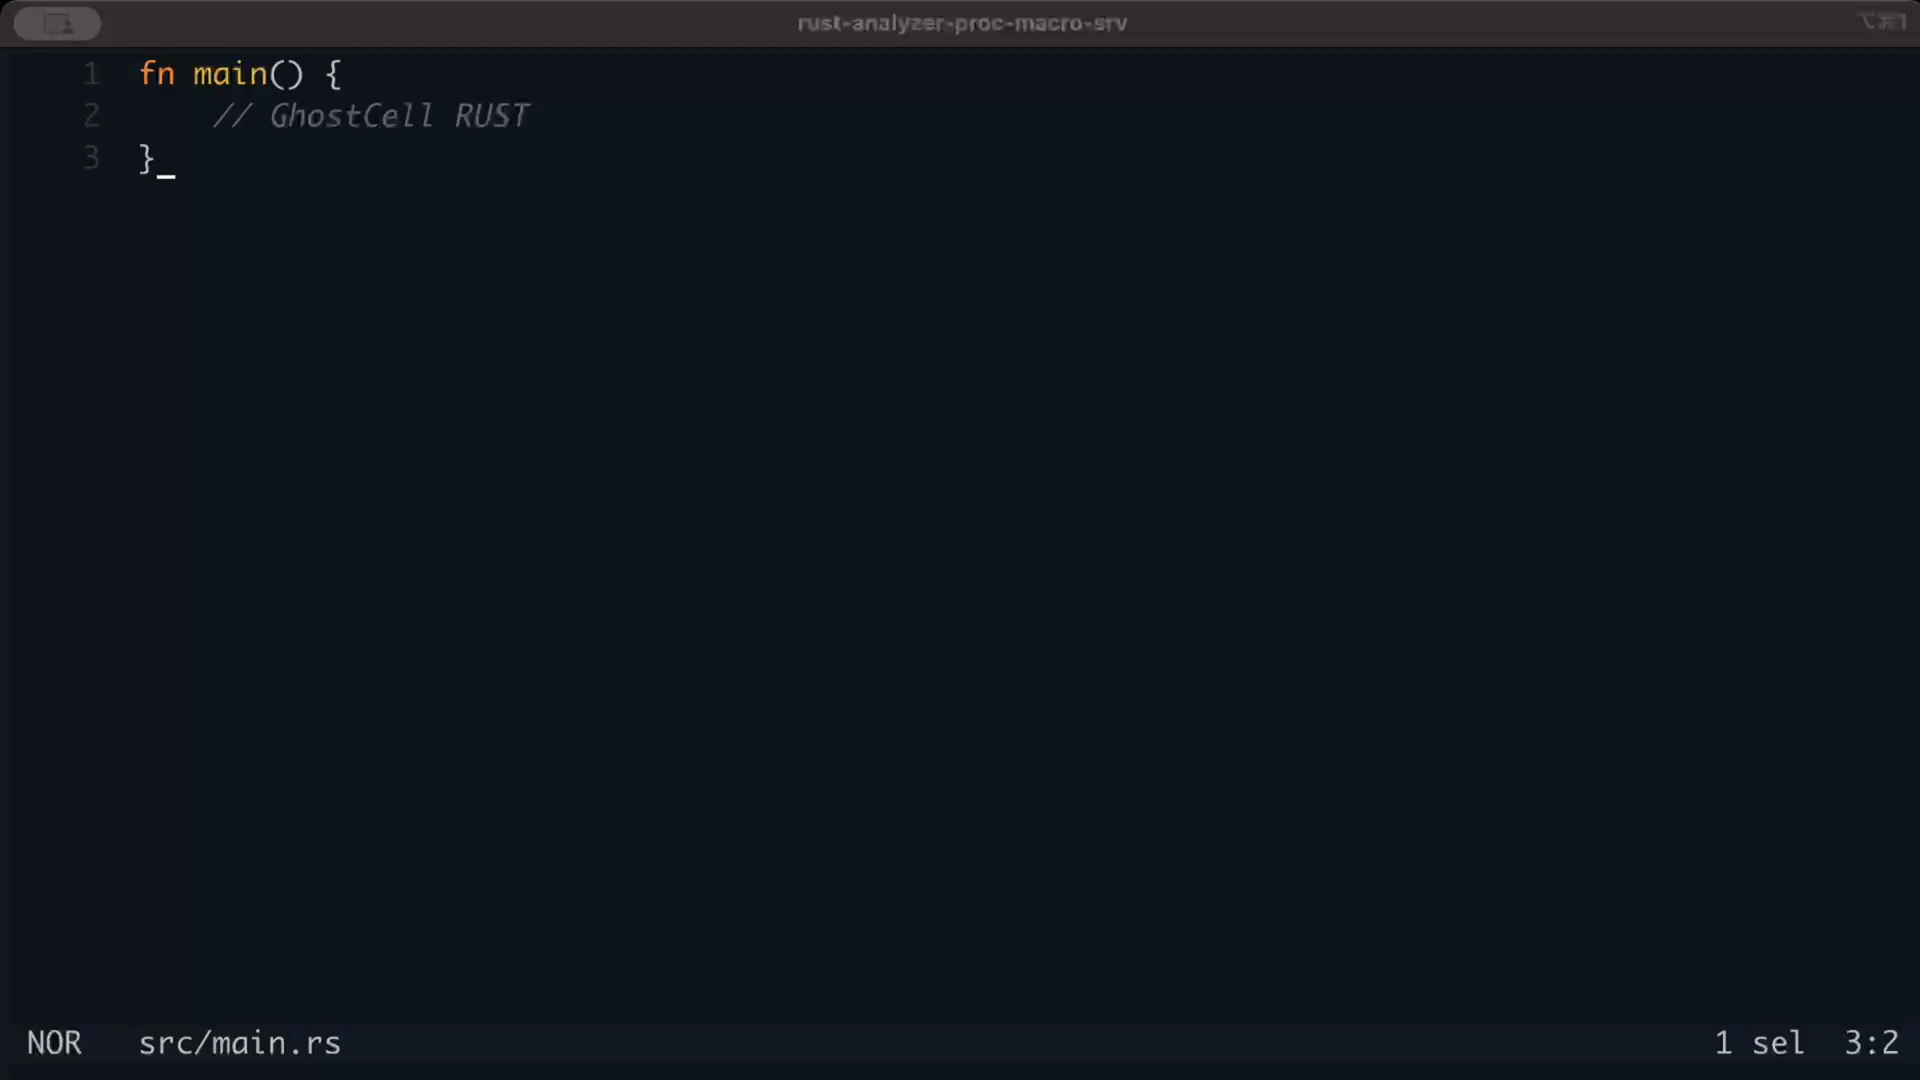 rust-analyzer-proc-macro-srv
⌥⌘1
1 fn main() {
2 // GhostCell RUST
3 }
NOR src/main.rs 1 sel 3:2